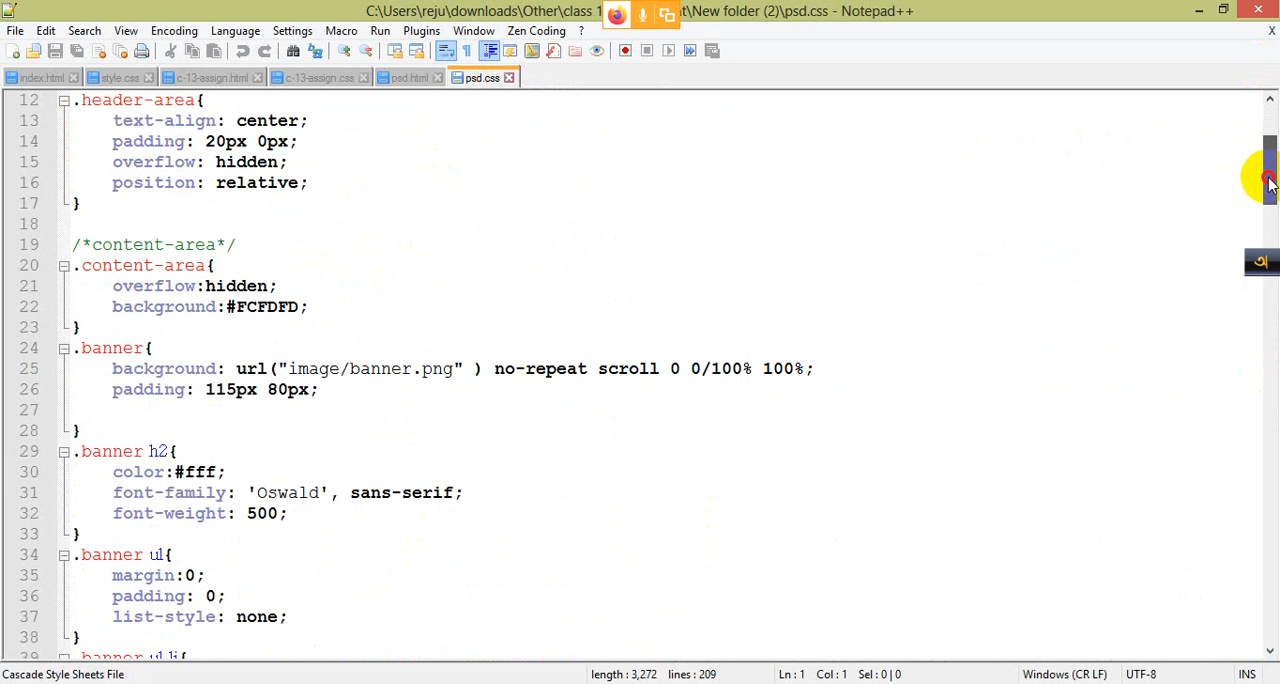 C:\Users\reju\downloads\Other\class 1 nt\New folder (2)\psd.css - Notepad++
File Edit Search View Encoding Language Settings Macro Run Plugins Window Zen Coding ? X
index.html style.css c-13-assign.html c-13-assign.css psd.html psd.css
12 .header-area{
13 text-align: center;
14 padding: 20px 0px;
15 overflow: hidden;
16 position: relative;
17 }
18
19 /*content-area*/
20 .content-area{
21 overflow:hidden;
22 background:#FCFDFD;
23 }
24 .banner{
25 background: url("image/banner.png" ) no-repeat scroll 0 0/100% 100%;
26 padding: 115px 80px;
27
28 }
29 .banner h2{
30 color:#fff;
31 font-family: 'Oswald', sans-serif;
32 font-weight: 500;
33 }
34 .banner ul{
35 margin:0;
36 padding: 0;
37 list-style: none;
38 }
39 .banner ul li{
অ
Cascade Style Sheets File length : 3,272 lines : 209 Ln : 1 Col : 1 Sel : 0 | 0 Windows (CR LF) UTF-8 INS